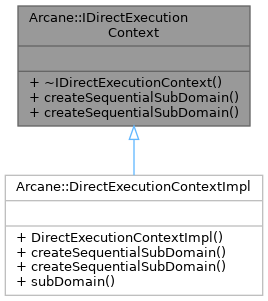 Arcane::IDirectExecution
Context
+ ~IDirectExecutionContext()
+ createSequentialSubDomain()
+ createSequentialSubDomain()
Arcane::DirectExecutionContextImpl
+ DirectExecutionContextImpl()
+ createSequentialSubDomain()
+ createSequentialSubDomain()
+ subDomain()